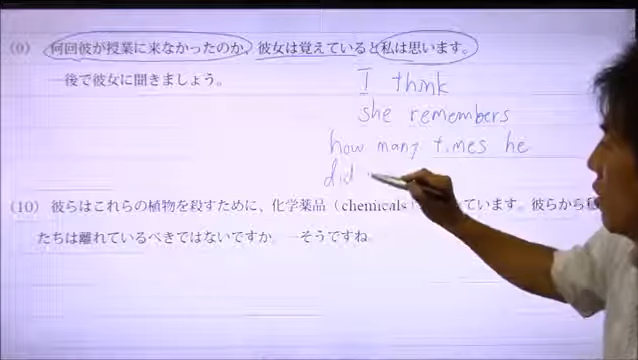 (9) 何回彼が授業に来なかったのか、彼女は覚えていると私は思います。
―後で彼女に聞きましょう。
I think
she remembers
how many times he
did
(10) 彼らはこれらの植物を殺すために、化学薬品（chemicals ています。彼らから
たちは離れているべきではないですか。―そうですね。